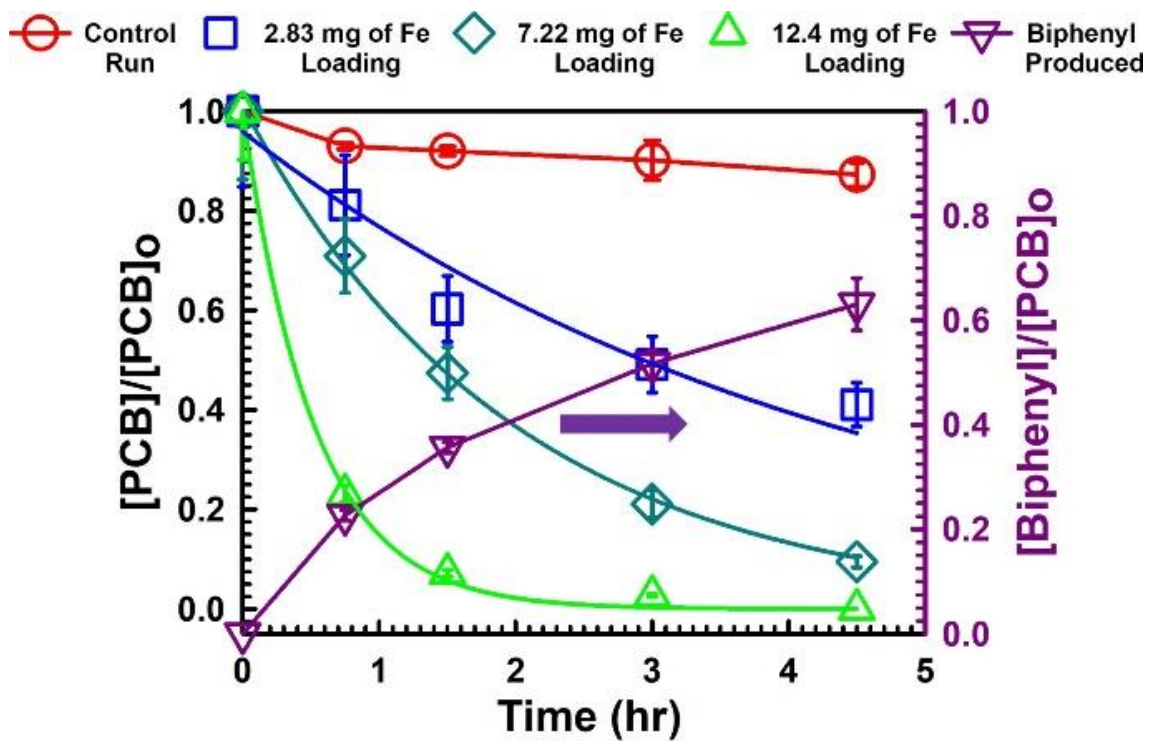 Control Run
2.83 mg of Fe Loading
7.22 mg of Fe Loading
12.4 mg of Fe Loading
Biphenyl Produced
[PCB]/[PCB]o
1.0
0.8
0.6
0.4
0.2
0.0
1.0
0.8
0.6
0.4
0.2
0.0
[Biphenyl]/[PCB]o
0 1 2 3 4 5
Time (hr)